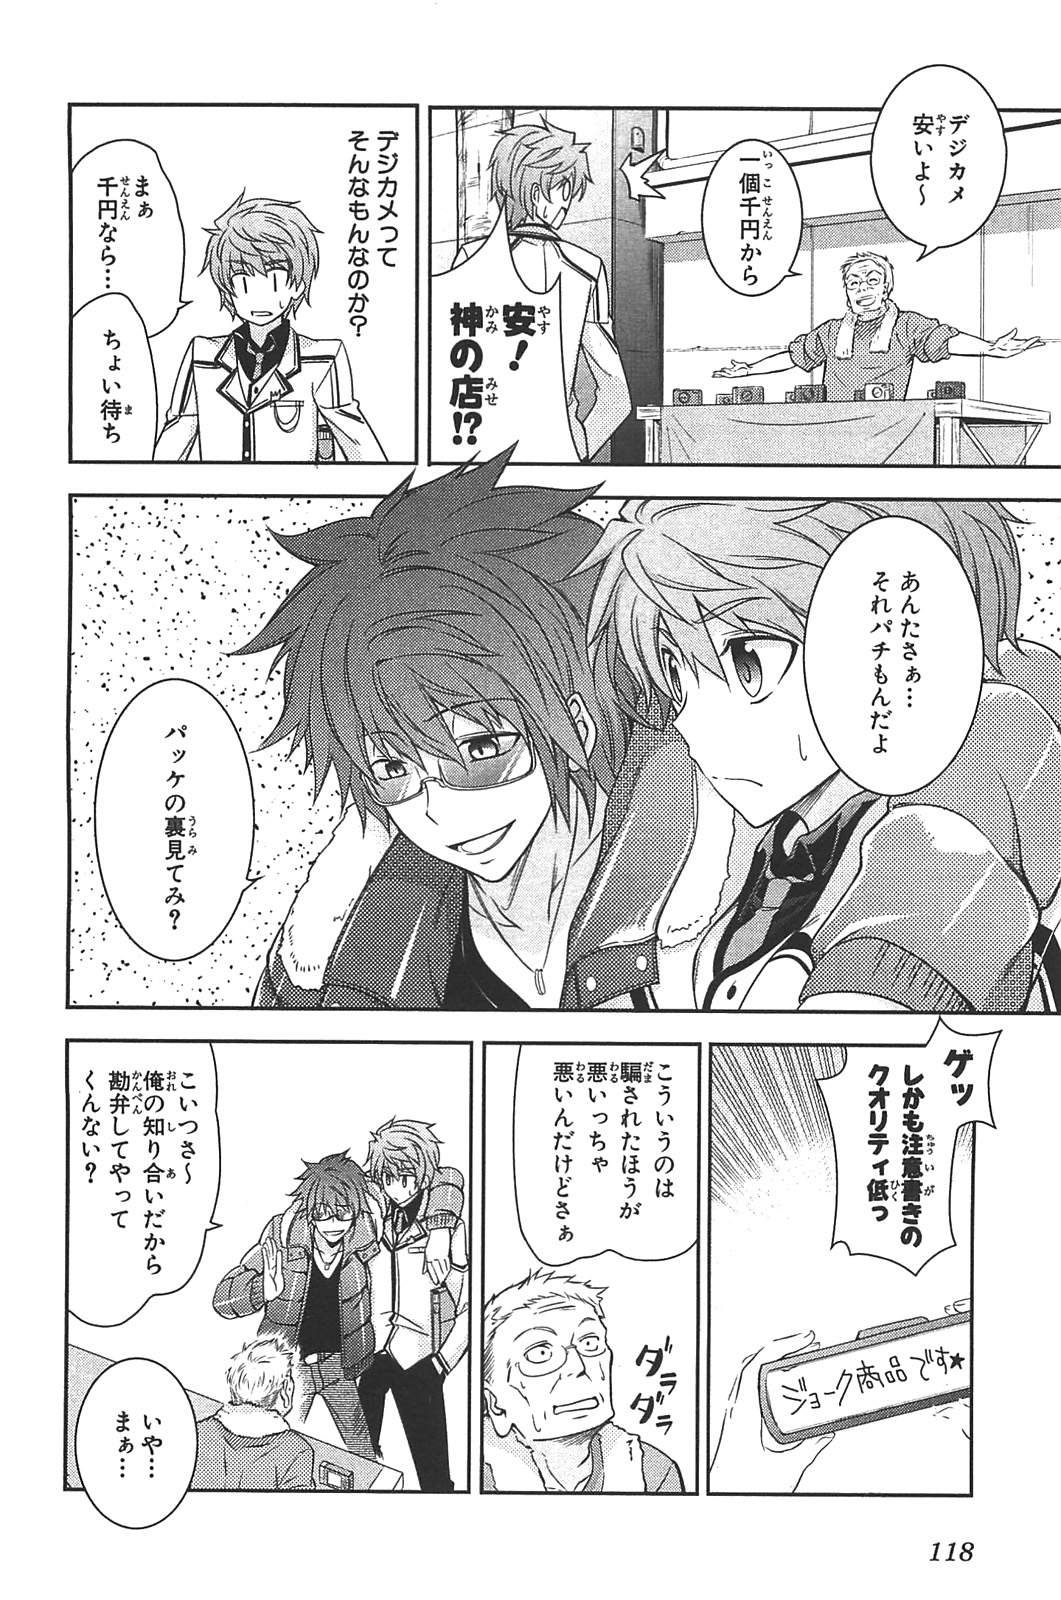 デジカメ
安いよ～
一個千円から
安！
神の店!?
デジカメって
そんなもんなのか？
まぁ
千円なら…
ちょい待ち
あんたさぁ…
それパチもんだよ
パッケの裏見てみ？
ゲッ
しかも注意書きの
クオリティ低っ
ジョーク商品です★
こういうのは
騙されたほうが
悪いっちゃ
悪いんだけどさぁ
ダラダラ
こいつさ～
俺の知り合いだから
勘弁してやって
くんない？
いや…
まぁ…
118